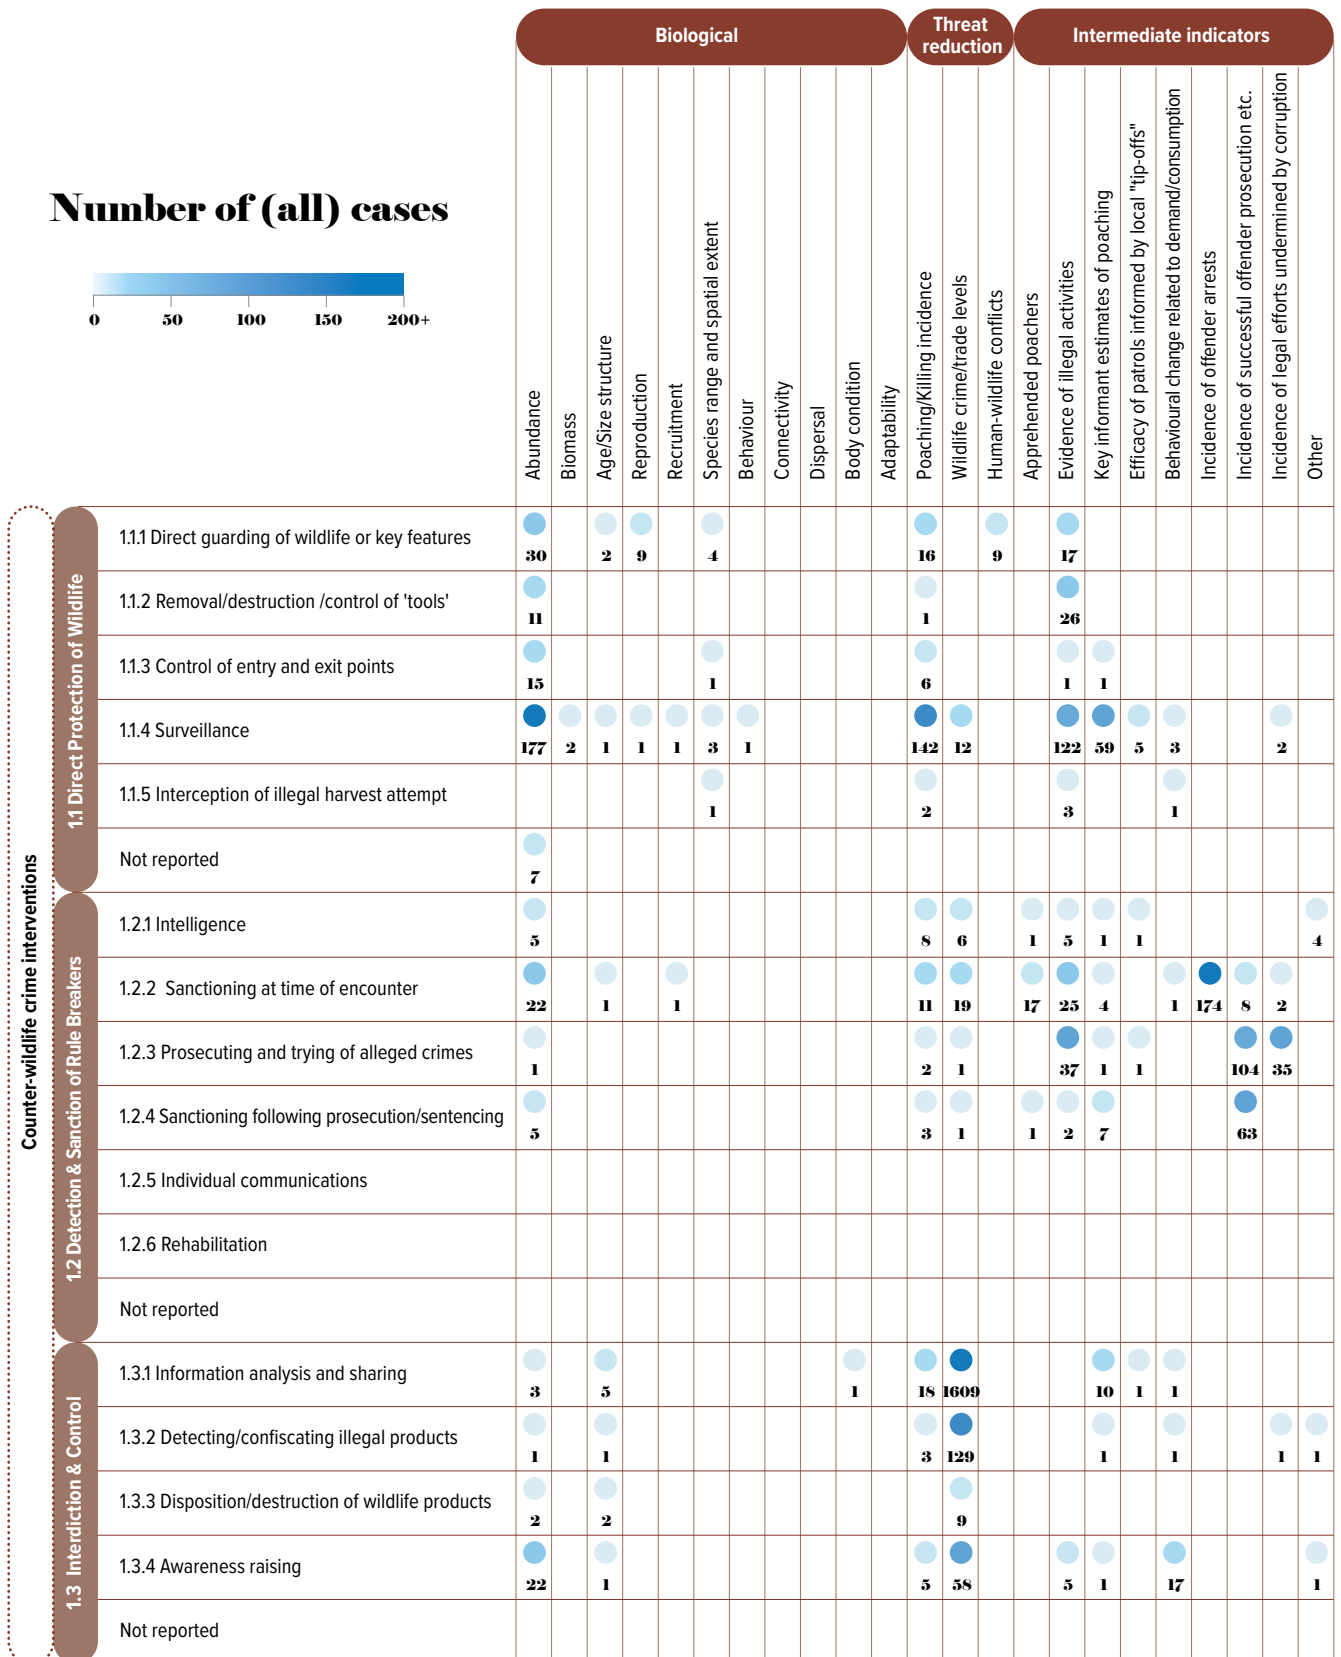 Biological
Threat
reduction
Intermediate indicators
Number of (all) cases
0 50 100 150 200+
Abundance
Biomass
Age/Size structure
Reproduction
Recruitment
Species range and spatial extent
Behaviour
Connectivity
Dispersal
Body condition
Adaptability
Poaching/Killing incidence
Wildlife crime/trade levels
Human-wildlife conflicts
Apprehended poachers
Evidence of illegal activities
Key informant estimates of poaching
Efficacy of patrols informed by local "tip-offs"
Behavioural change related to demand/consumption
Incidence of offender arrests
Incidence of successful offender prosecution etc.
Incidence of legal efforts undermined by corruption
Other
Counter-wildlife crime interventions
1.1 Direct Protection of Wildlife
1.1.1 Direct guarding of wildlife or key features
30 2 9 4 16 9 17
1.1.2 Removal/destruction /control of 'tools'
11 1 26
1.1.3 Control of entry and exit points
15 1 6 1 1
1.1.4 Surveillance
177 2 1 1 1 3 1 142 12 122 59 5 3 2
1.1.5 Interception of illegal harvest attempt
1 2 3 1
Not reported
7
1.2 Detection & Sanction of Rule Breakers
1.2.1 Intelligence
5 8 6 1 5 1 1 4
1.2.2 Sanctioning at time of encounter
22 1 1 11 19 17 25 4 1 174 8 2
1.2.3 Prosecuting and trying of alleged crimes
1 2 1 37 1 1 104 35
1.2.4 Sanctioning following prosecution/sentencing
5 3 1 1 2 7 63
1.2.5 Individual communications
1.2.6 Rehabilitation
Not reported
1.3 Interdiction & Control
1.3.1 Information analysis and sharing
3 5 1 18 1609 10 1 1
1.3.2 Detecting/confiscating illegal products
1 1 3 129 1 1 1 1
1.3.3 Disposition/destruction of wildlife products
2 2 9
1.3.4 Awareness raising
22 1 5 58 5 1 17 1
Not reported